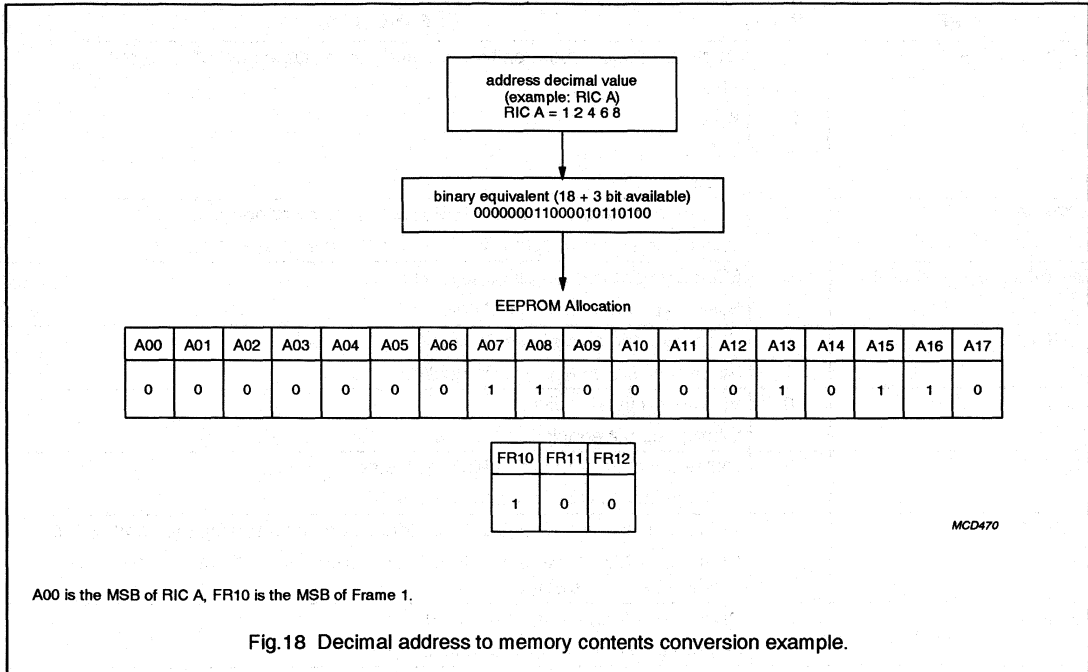 address decimal value
(example: RIC A)
RIC A = 1 2 4 6 8
binary equivalent (18 + 3 bit available)
000000011000010110100
EEPROM Allocation
A00 A01 A02 A03 A04 A05 A06 A07 A08 A09 A10 A11 A12 A13 A14 A15 A16 A17
0 0 0 0 0 0 0 1 1 0 0 0 0 1 0 1 1 0
FR10 FR11 FR12
1 0 0
MCD470
A00 is the MSB of RIC A, FR10 is the MSB of Frame 1.
Fig.18 Decimal address to memory contents conversion example.